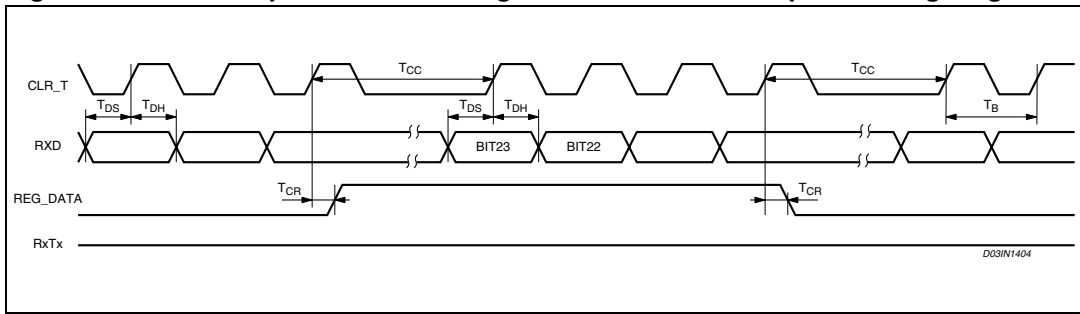 CLR_T
TCC
TCC
TDS
TDH
TDS
TDH
TB
RXD
BIT23
BIT22
TCR
TCR
REG_DATA
RxTx
D03IN1404